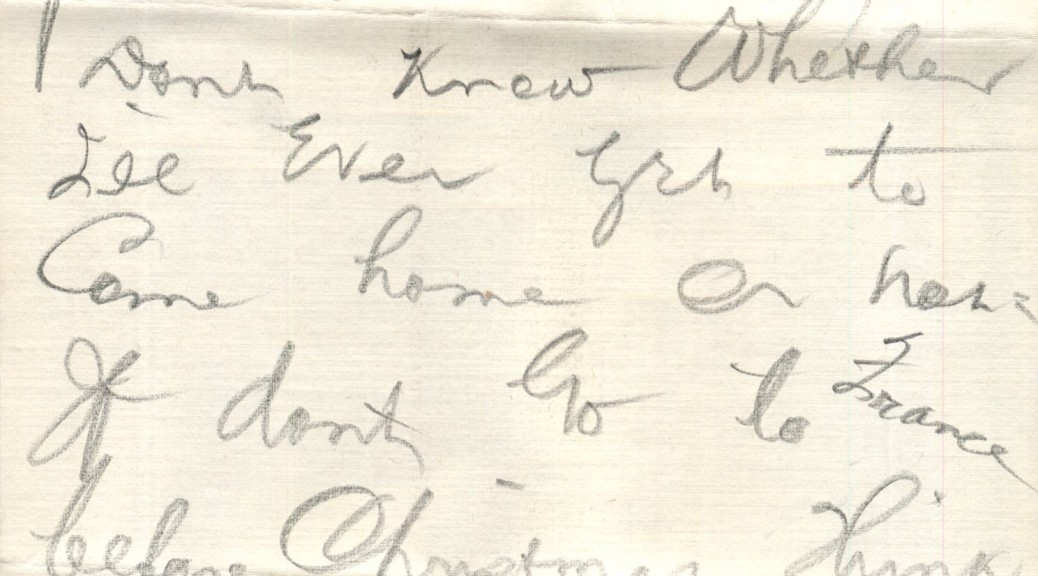 I Dont Know Whether
Ile Ever Get to
Come home or not-
If dont Go to France
before Christmas Think